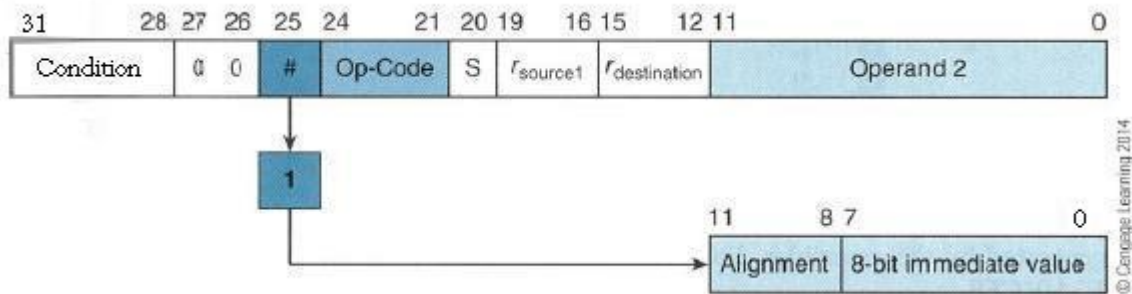 31 28 27 26 25 24 21 20 19 16 15 12 11 0
Condition 0 0 # Op-Code S rsource1 rdestination Operand 2
1
11 8 7 0
Alignment 8-bit immediate value
© Cengage Learning 2014